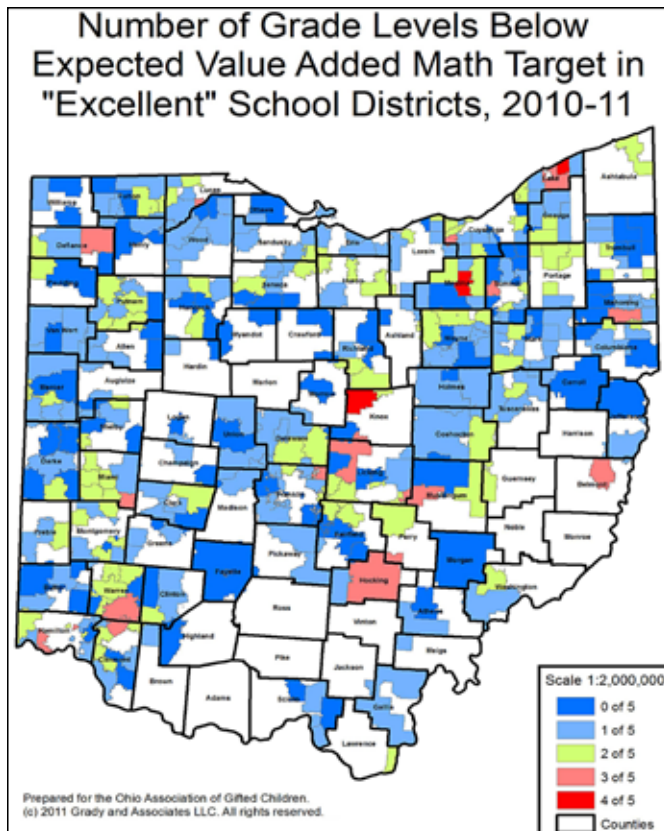 Number of Grade Levels Below
Expected Value Added Math Target in
"Excellent" School Districts, 2010-11
Williams
Fulton
Lucas
Ottawa
Lake
Ashtabula
Geauga
Cuyahoga
Defiance
Henry
Wood
Sandusky
Erie
Lorain
Trumbull
Paulding
Putnam
Seneca
Huron
Medina
Portage
Mahoning
Van Wert
Allen
Wyandot
Crawford
Richland
Ashland
Wayne
Stark
Columbiana
Hardin
Mercer
Auglaize
Marion
Holmes
Carroll
Logan
Knox
Tuscarawas
Shelby
Union
Delaware
Coshocton
Harrison
Darke
Champaign
Licking
Miami
Guernsey
Belmont
Clark
Franklin
Muskingum
Madison
Preble
Montgomery
Greene
Fairfield
Perry
Noble
Monroe
Pickaway
Morgan
Fayette
Hocking
Butler
Warren
Clinton
Washington
Ross
Athens
Hamilton
Vinton
Highland
Meigs
Clermont
Pike
Jackson
Brown
Adams
Scioto
Gallia
Lawrence
Scale 1:2,000,000
0 of 5
1 of 5
2 of 5
3 of 5
4 of 5
Counties
Prepared for the Ohio Association of Gifted Children.
(c) 2011 Grady and Associates LLC. All rights reserved.